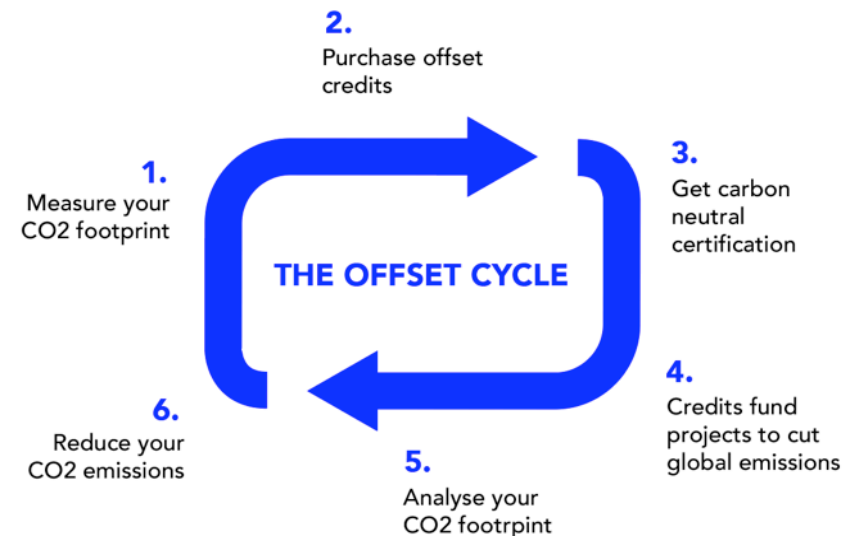 2.
Purchase offset
credits
1.
Measure your
CO2 footprint
3.
Get carbon
neutral
certification
THE OFFSET CYCLE
4.
Credits fund
projects to cut
global emissions
6.
Reduce your
CO2 emissions
5.
Analyse your
CO2 footrpint